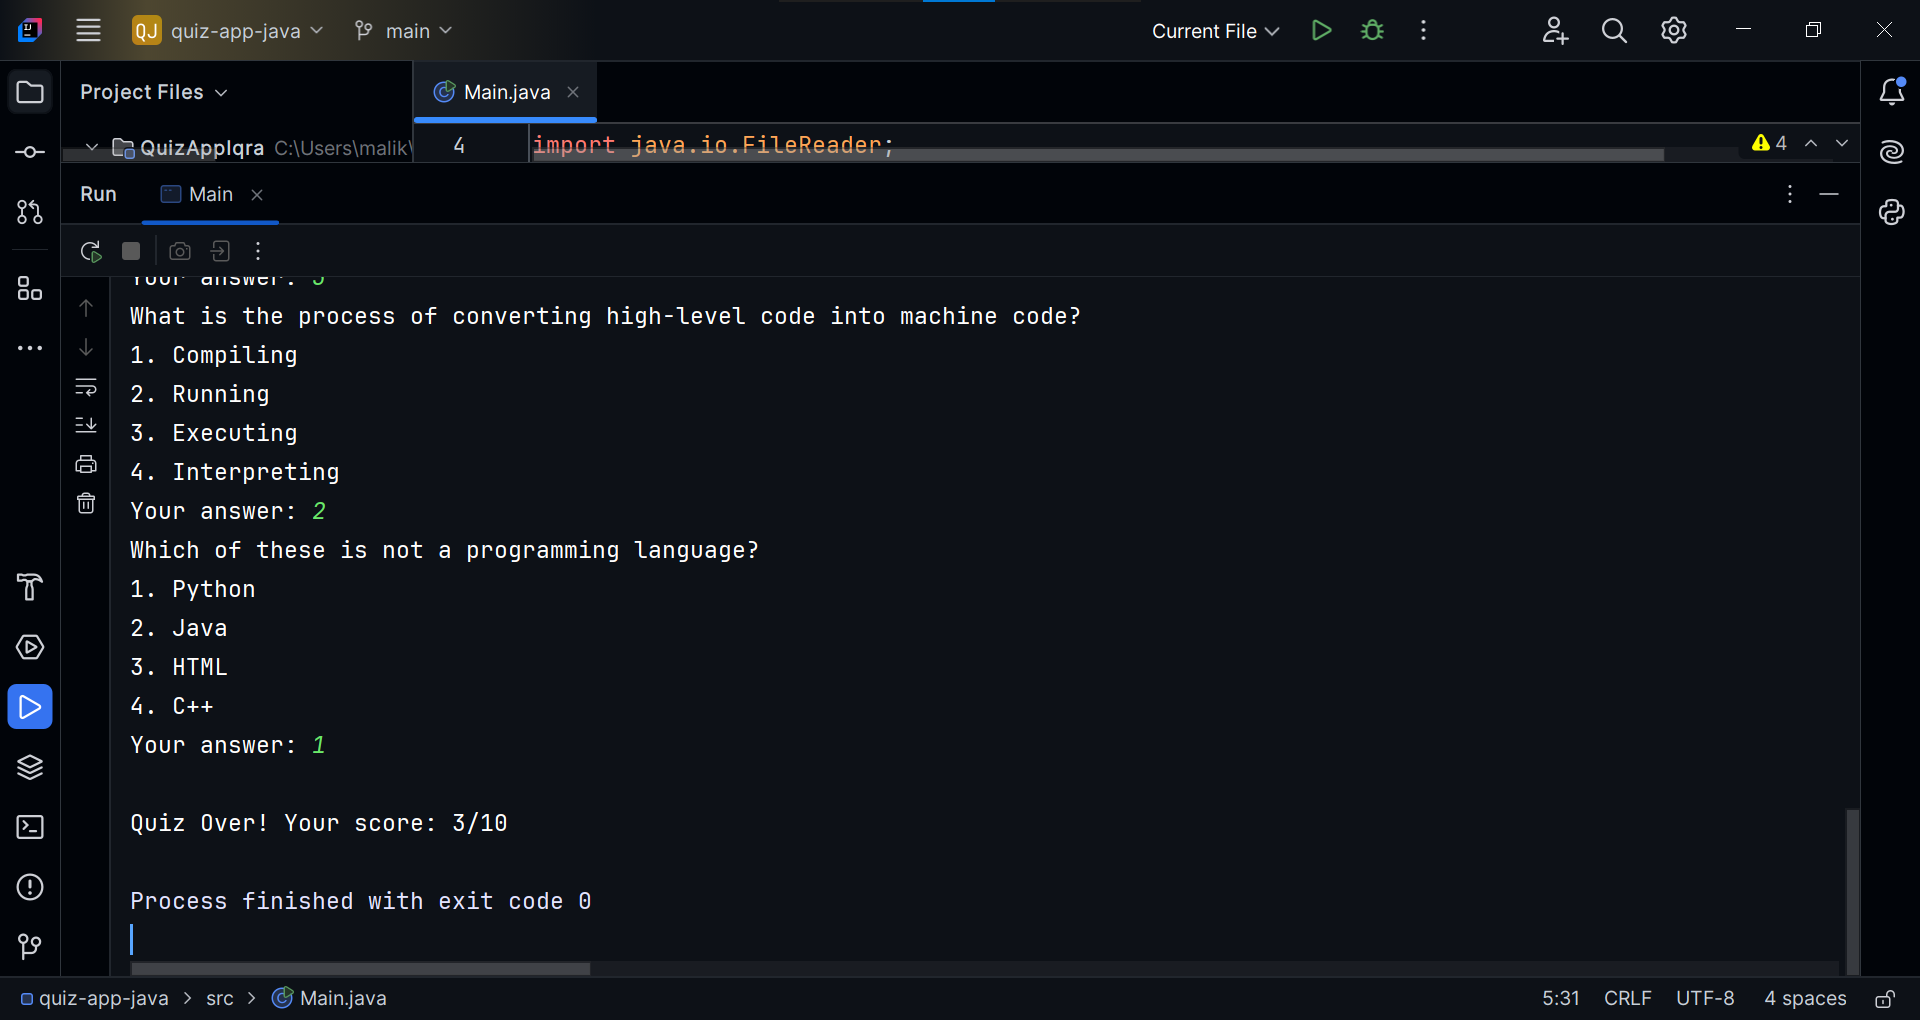 QJ quiz-app-java main Current File
Project Files Main.java
QuizAppIqra C:\Users\malik\ 4 import java.io.FileReader; 4
Run Main
Your answer:
What is the process of converting high-level code into machine code?
1. Compiling
2. Running
3. Executing
4. Interpreting
Your answer: 2
Which of these is not a programming language?
1. Python
2. Java
3. HTML
4. C++
Your answer: 1
Quiz Over! Your score: 3/10
Process finished with exit code 0
quiz-app-java > src > Main.java 5:31 CRLF UTF-8 4 spaces